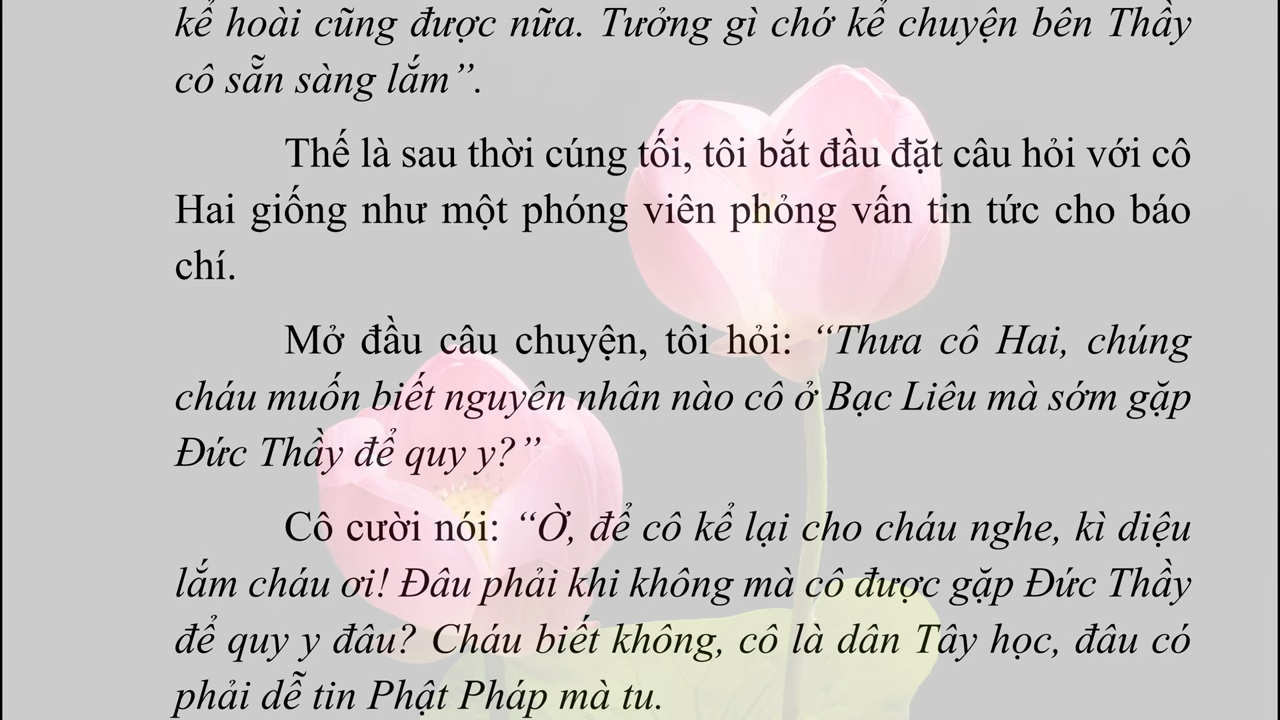 kể hoài cũng được nữa. Tưởng gì chớ kể chuyện bên Thầy
cô sẵn sàng lắm”.
Thế là sau thời cúng tối, tôi bắt đầu đặt câu hỏi với cô
Hai giống như một phóng viên phỏng vấn tin tức cho báo
chí.
Mở đầu câu chuyện, tôi hỏi: “Thưa cô Hai, chúng
cháu muốn biết nguyên nhân nào cô ở Bạc Liêu mà sớm gặp
Đức Thầy để quy y?”
Cô cười nói: “Ờ, để cô kể lại cho cháu nghe, kì diệu
lắm cháu ơi! Đâu phải khi không mà cô được gặp Đức Thầy
để quy y đâu? Cháu biết không, cô là dân Tây học, đâu có
phải dễ tin Phật Pháp mà tu.